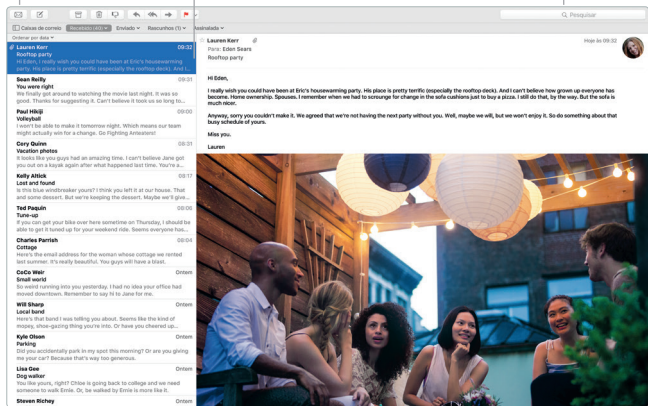 Pesquisar
Caixas de correio Recebido (40) Enviado Rascunhos (1) Assinalada
Ordenar por data
Lauren Kerr 09:32
Rooftop party
Hi Eden, I really wish you could have been at Eric's housewarming
party. His place is pretty terrific (especially the rooftop deck). And I...
Sean Reilly 09:21
You were right
We finally got around to watching the movie last night. It was so
good. Thanks for suggesting it. Can't believe it took us so long to...
Paul Hikiji 09:00
Volleyball
I won't be able to make it tomorrow night. Which means our team
might actually win for a change. Go Fighting Anteaters!
Cory Quinn 08:31
Vacation photos
It looks like you guys had an amazing time. I can't believe Jane got
you out on a kayak again after what happened last time. You're a...
Kelly Altick 08:17
Lost and found
Is this blue windbreaker yours? I think you left it at our house. That
and some dessert. But we're keeping the dessert. Maybe we'll give...
Ted Paquin 08:06
Tune-up
If you can get your bike over here sometime on Thursday, I should be
able to get it tuned up for your weekend ride. Seems everyone has...
Charles Parrish 08:04
Cottage
Here's the email address for the woman whose cottage we rented
last summer. It's really beautiful. You guys will have a blast.
CoCo Weir Ontem
Small world
So weird running into you yesterday. I had no idea your office had
moved downtown. Remember to say hi to Jane for me.
Will Sharp Ontem
Local band
Here's that band I was telling you about. Seems like the kind of
mopey, shoe-gazing thing you're into. Or have you cheered up...
Kyle Olson Ontem
Parking
Did you accidentally park in my spot this morning? Or are you giving
me your car? Because that's way too generous.
Lisa Gee Ontem
Dog walker
You like yours, right? Chloe is going back to college and we need
someone to walk Ernie. Or, be walked by Ernie is more like it.
Steven Richey Ontem
Lauren Kerr Hoje às 09:32
Para: Eden Sears
Rooftop party
Hi Eden,
I really wish you could have been at Eric's housewarming party. His place is pretty terrific (especially the rooftop deck). And I can't believe how grown up everyone has
become. Home ownership. Spouses. I remember when we had to scrounge for change in the sofa cushions just to buy a pizza. I still do that, by the way. But the sofa is
much nicer.
Anyway, sorry you couldn't make it. We agreed that we're not having the next party without you. Well, maybe we will, but we won't enjoy it. So do something about that
busy schedule of yours.
Miss you.
Lauren